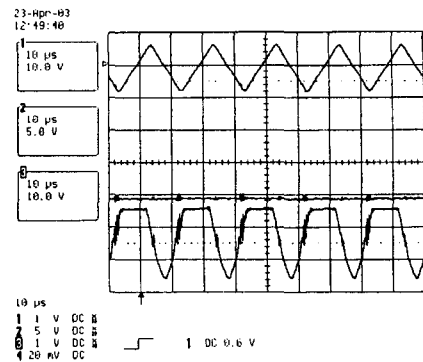 23-Apr-03
12:49:40
1
10 µs
10.0 V
2
10 µs
5.0 V
3
10 µs
10.0 V
10 µs
1 1 V DC
2 5 V DC
3 1 V DC
4 20 mV DC
1 DC 0.6 V